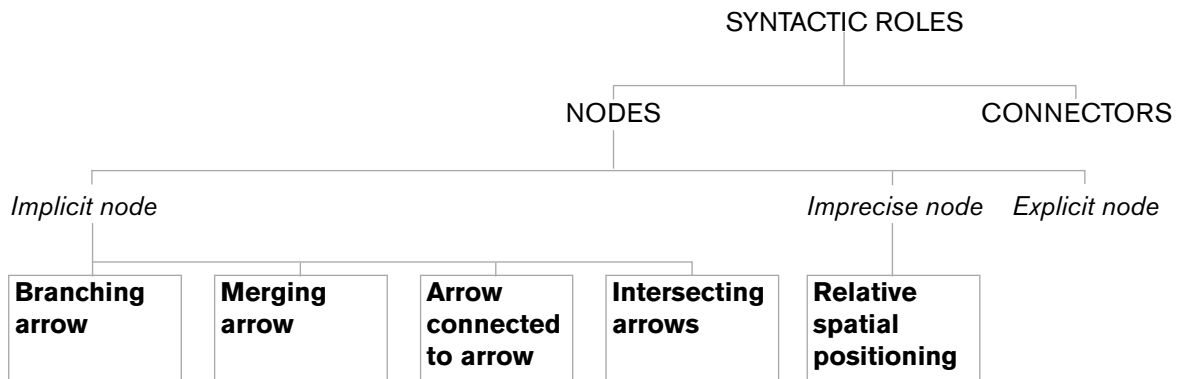 SYNTACTIC ROLES
NODES
CONNECTORS
Implicit node
Imprecise node
Explicit node
Branching
arrow
Merging
arrow
Arrow
connected
to arrow
Intersecting
arrows
Relative
spatial
positioning